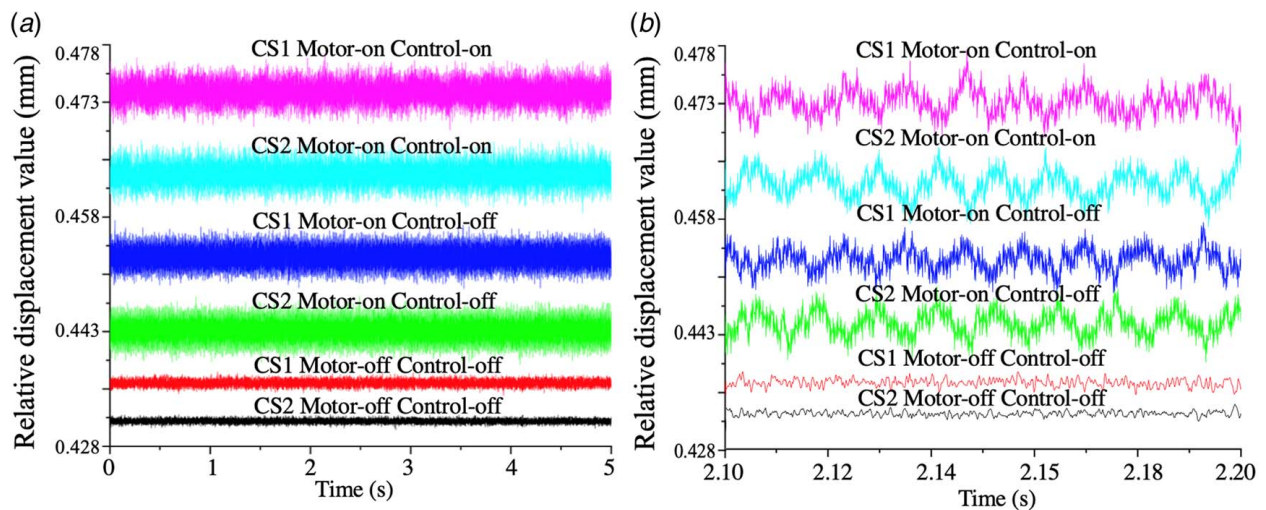 (a)
Relative displacement value (mm)
0.478
0.473
0.458
0.443
0.428
CS1 Motor-on Control-on
CS2 Motor-on Control-on
CS1 Motor-on Control-off
CS2 Motor-on Control-off
CS1 Motor-off Control-off
CS2 Motor-off Control-off
0 1 2 3 4 5
Time (s)
(b)
Relative displacement value (mm)
0.478
0.473
0.458
0.443
0.428
CS1 Motor-on Control-on
CS2 Motor-on Control-on
CS1 Motor-on Control-off
CS2 Motor-on Control-off
CS1 Motor-off Control-off
CS2 Motor-off Control-off
2.10 2.12 2.14 2.15 2.18 2.20
Time (s)